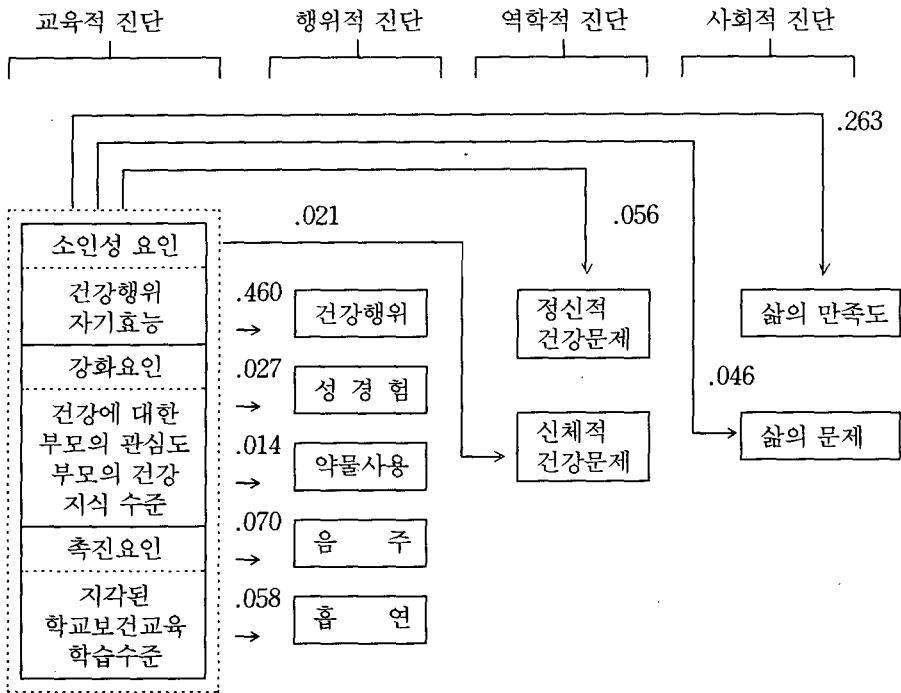 교육적 진단
행위적 진단
역학적 진단
사회적 진단
.263
.021
.056
소인성 요인
건강행위
자기효능
강화요인
건강에 대한
부모의 관심도
부모의 건강
지식 수준
촉진요인
지각된
학교보건교육
학습수준
.460
→
건강행위
.027
→
성 경 험
.014
→
약물사용
.070
→
음 주
.058
→
흡 연
정신적
건강문제
신체적
건강문제
삶의 만족도
.046
삶의 문제